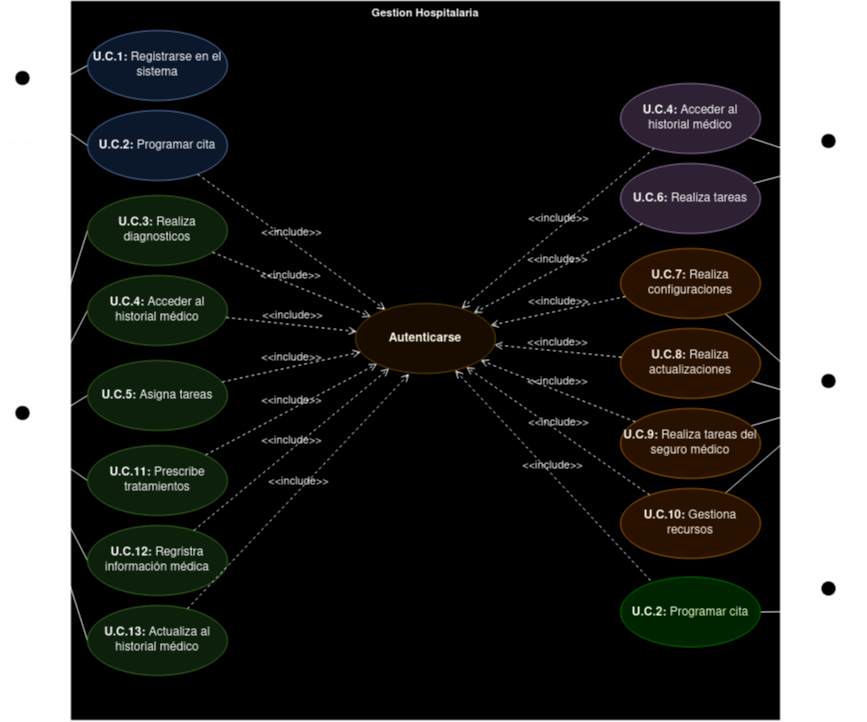 Gestion Hospitalaria
U.C.1: Registrarse en el
sistema
U.C.2: Programar cita
U.C.3: Realiza
diagnosticos
U.C.4: Acceder al
historial médico
U.C.5: Asigna tareas
U.C.11: Prescribe
tratamientos
U.C.12: Regristra
información médica
U.C.13: Actualiza al
historial médico
<<include>>
<<include>>
<<include>>
<<include>>
<<include>>
<<include>>
<<include>>
Autenticarse
<<include>>
<<include>>
<<include>>
<<include>>
<<include>>
<<include>>
<<include>>
U.C.4: Acceder al
historial médico
U.C.6: Realiza tareas
U.C.7: Realiza
configuraciones
U.C.8: Realiza
actualizaciones
U.C.9: Realiza tareas del
seguro médico
U.C.10: Gestiona
recursos
U.C.2: Programar cita